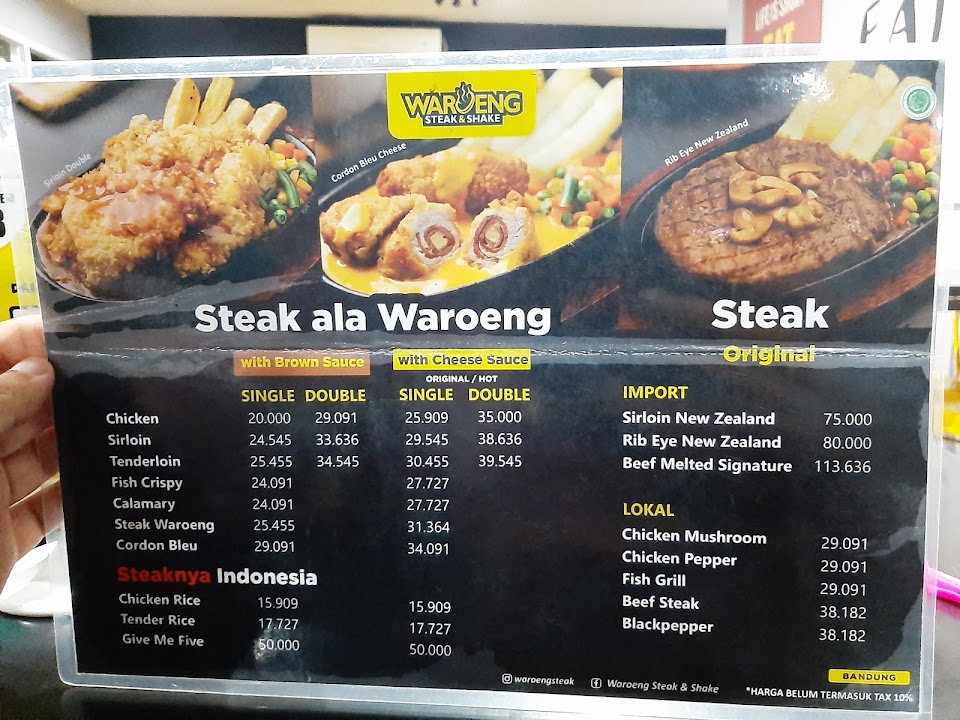 LIFE IS SHORT
EAT
WAROENG
STEAK & SHAKE
Sirloin Double
Cordon Bleu Cheese
Rib Eye New Zealand
Steak ala Waroeng
with Brown Sauce with Cheese Sauce
ORIGINAL / HOT
SINGLE DOUBLE SINGLE DOUBLE
Chicken 20.000 29.091 25.909 35.000
Sirloin 24.545 33.636 29.545 38.636
Tenderloin 25.455 34.545 30.455 39.545
Fish Crispy 24.091 27.727
Calamary 24.091 27.727
Steak Waroeng 25.455 31.364
Cordon Bleu 29.091 34.091
Steaknya Indonesia
Chicken Rice 15.909 15.909
Tender Rice 17.727 17.727
Give Me Five 50.000 50.000
Steak
Original
IMPORT
Sirloin New Zealand 75.000
Rib Eye New Zealand 80.000
Beef Melted Signature 113.636
LOKAL
Chicken Mushroom 29.091
Chicken Pepper 29.091
Fish Grill 29.091
Beef Steak 38.182
Blackpepper 38.182
waroengsteak Waroeng Steak & Shake
BANDUNG
*HARGA BELUM TERMASUK TAX 10%